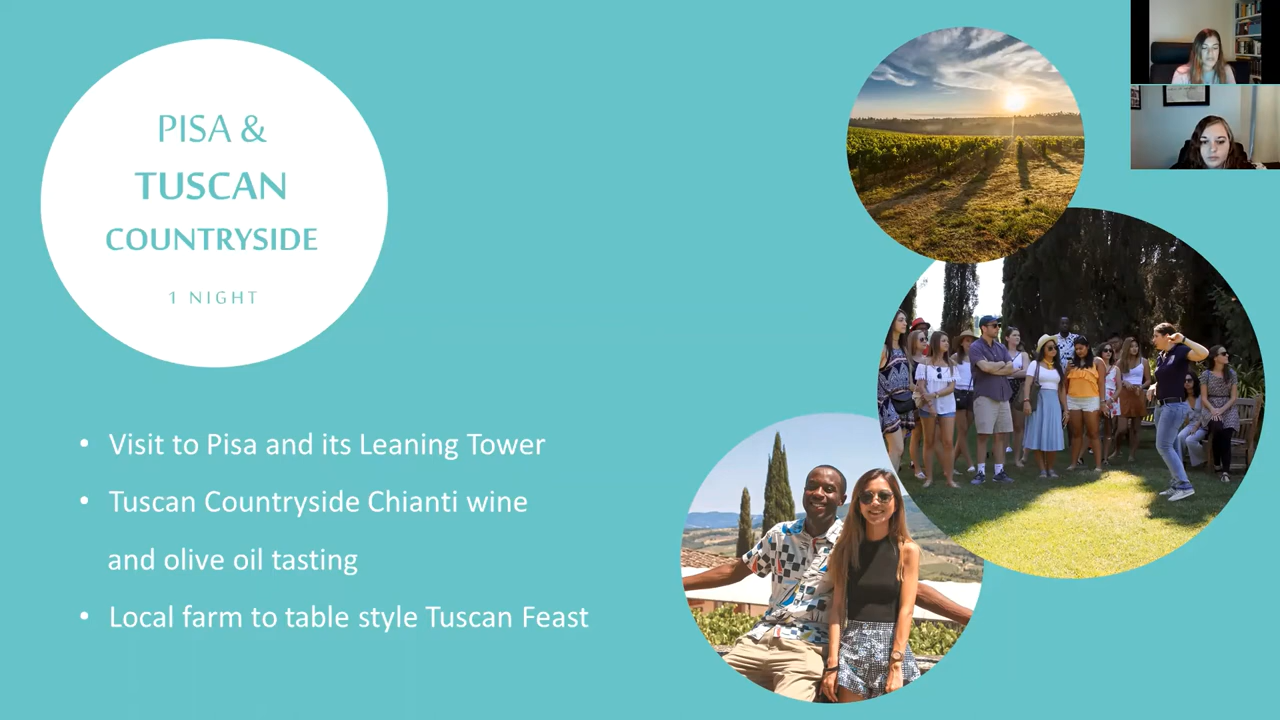 PISA &
TUSCAN
COUNTRYSIDE
1 NIGHT
• Visit to Pisa and its Leaning Tower
• Tuscan Countryside Chianti wine
and olive oil tasting
• Local farm to table style Tuscan Feast